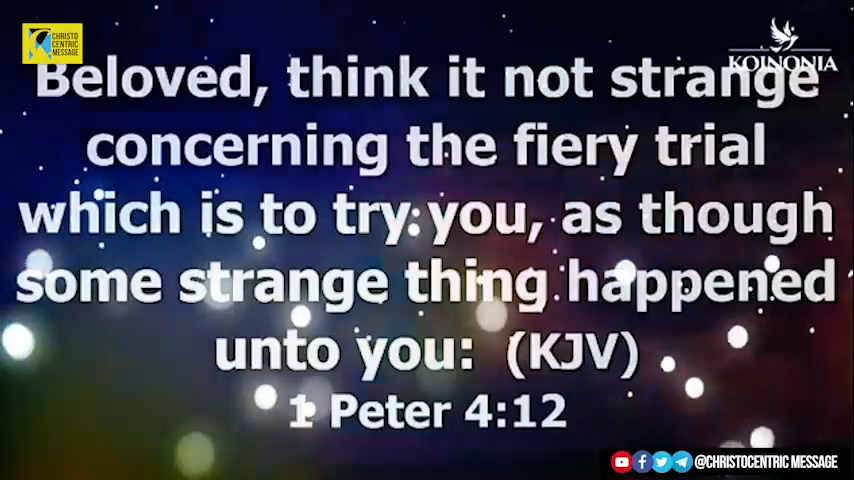 CHRISTO
CENTRIC
MESSAGE
KOINONIA
Beloved, think it not strange
concerning the fiery trial
which is to try you, as though
some strange thing happened
unto you: (KJV)
1 Peter 4:12
@CHRISTOCENTRIC MESSAGE